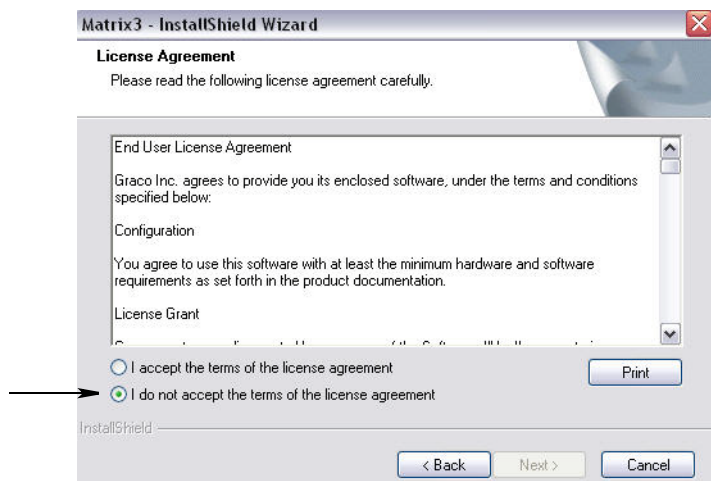 Matrix3 - InstallShield Wizard
License Agreement
Please read the following license agreement carefully.
End User License Agreement
Graco Inc. agrees to provide you its enclosed software, under the terms and conditions
specified below:
Configuration
You agree to use this software with at least the minimum hardware and software
requirements as set forth in the product documentation.
License Grant
I accept the terms of the license agreement
Print
I do not accept the terms of the license agreement
InstallShield
< Back
Next >
Cancel